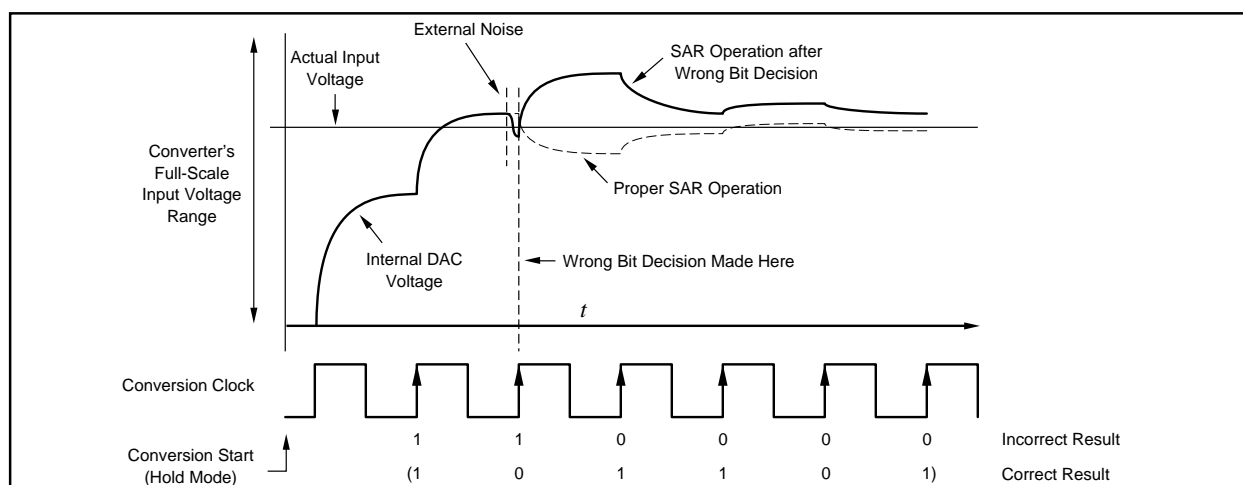 External Noise
Actual Input
Voltage
SAR Operation after
Wrong Bit Decision
Converter's
Full-Scale
Input Voltage
Range
Proper SAR Operation
Internal DAC
Voltage
Wrong Bit Decision Made Here
t
Conversion Clock
1 1 0 0 0 0 Incorrect Result
Conversion Start
(Hold Mode)
(1 0 1 1 0 1) Correct Result